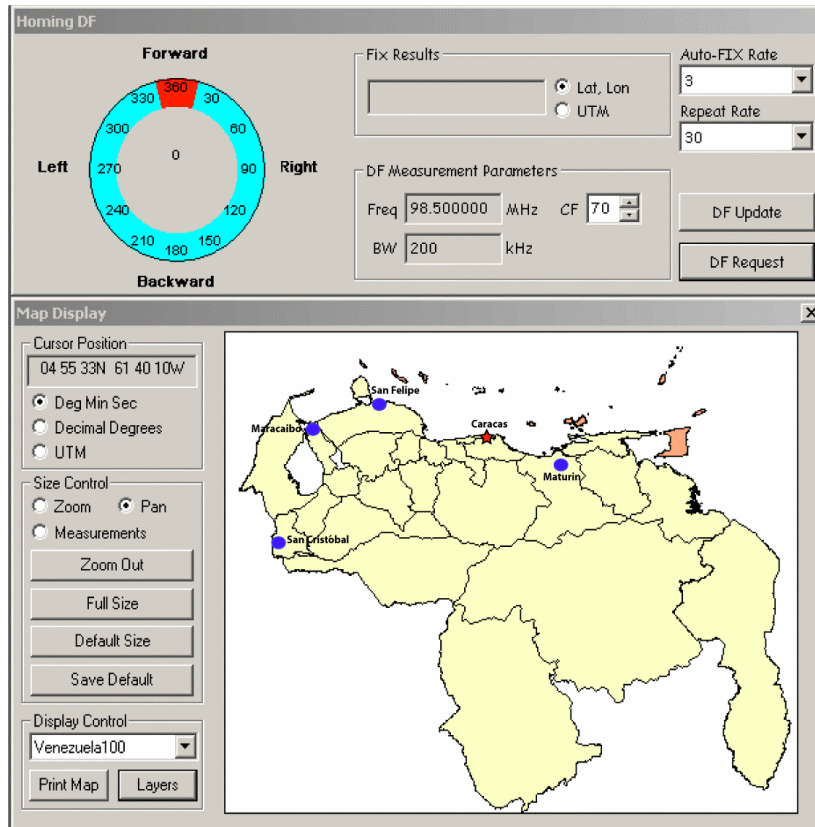 Homing DF
Forward
360
330
30
300
60
Left
270
0
90
Right
240
120
210
150
180
Backward
Fix Results
Lat, Lon
UTM
Auto-FIX Rate
3
Repeat Rate
30
DF Measurement Parameters
Freq 98.500000 MHz CF 70
BW 200 kHz
DF Update
DF Request
Map Display
Cursor Position
04 55 33N 61 40 10W
Deg Min Sec
Decimal Degrees
UTM
Size Control
Zoom Pan
Measurements
Zoom Out
Full Size
Default Size
Save Default
Display Control
Venezuela100
Print Map Layers
San Felipe
Maracaibo
Caracas
Maturin
San Cristóbal